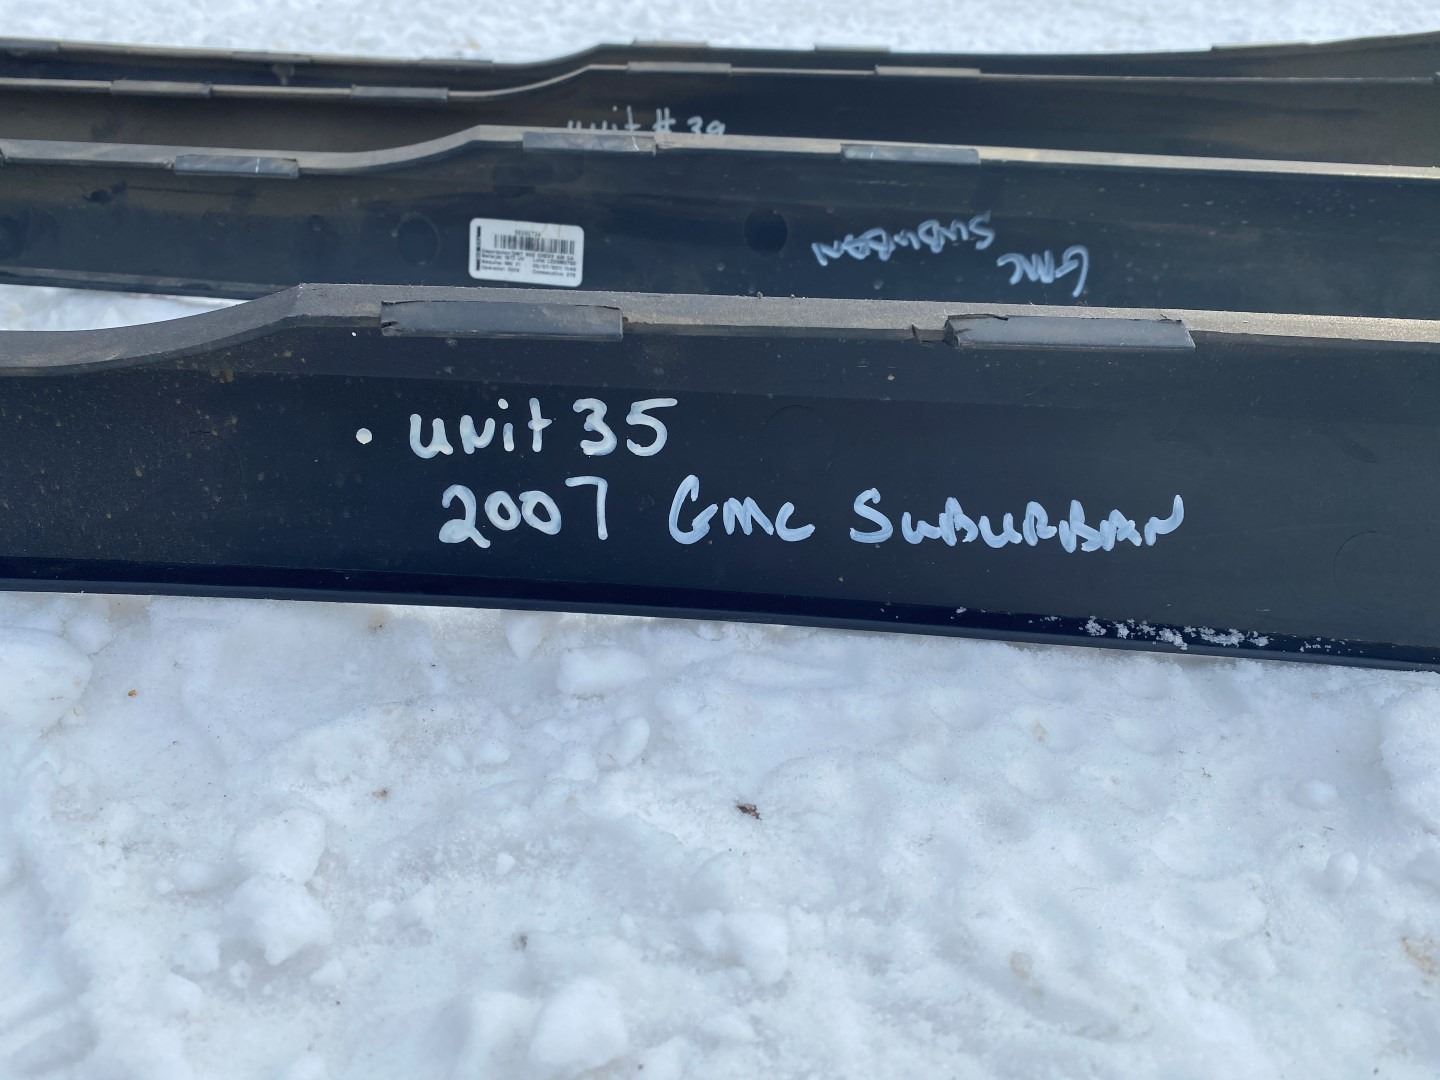 unit # 39
GMC
SUBURBAN
• unit 35
2007 GMC SUBURBAN